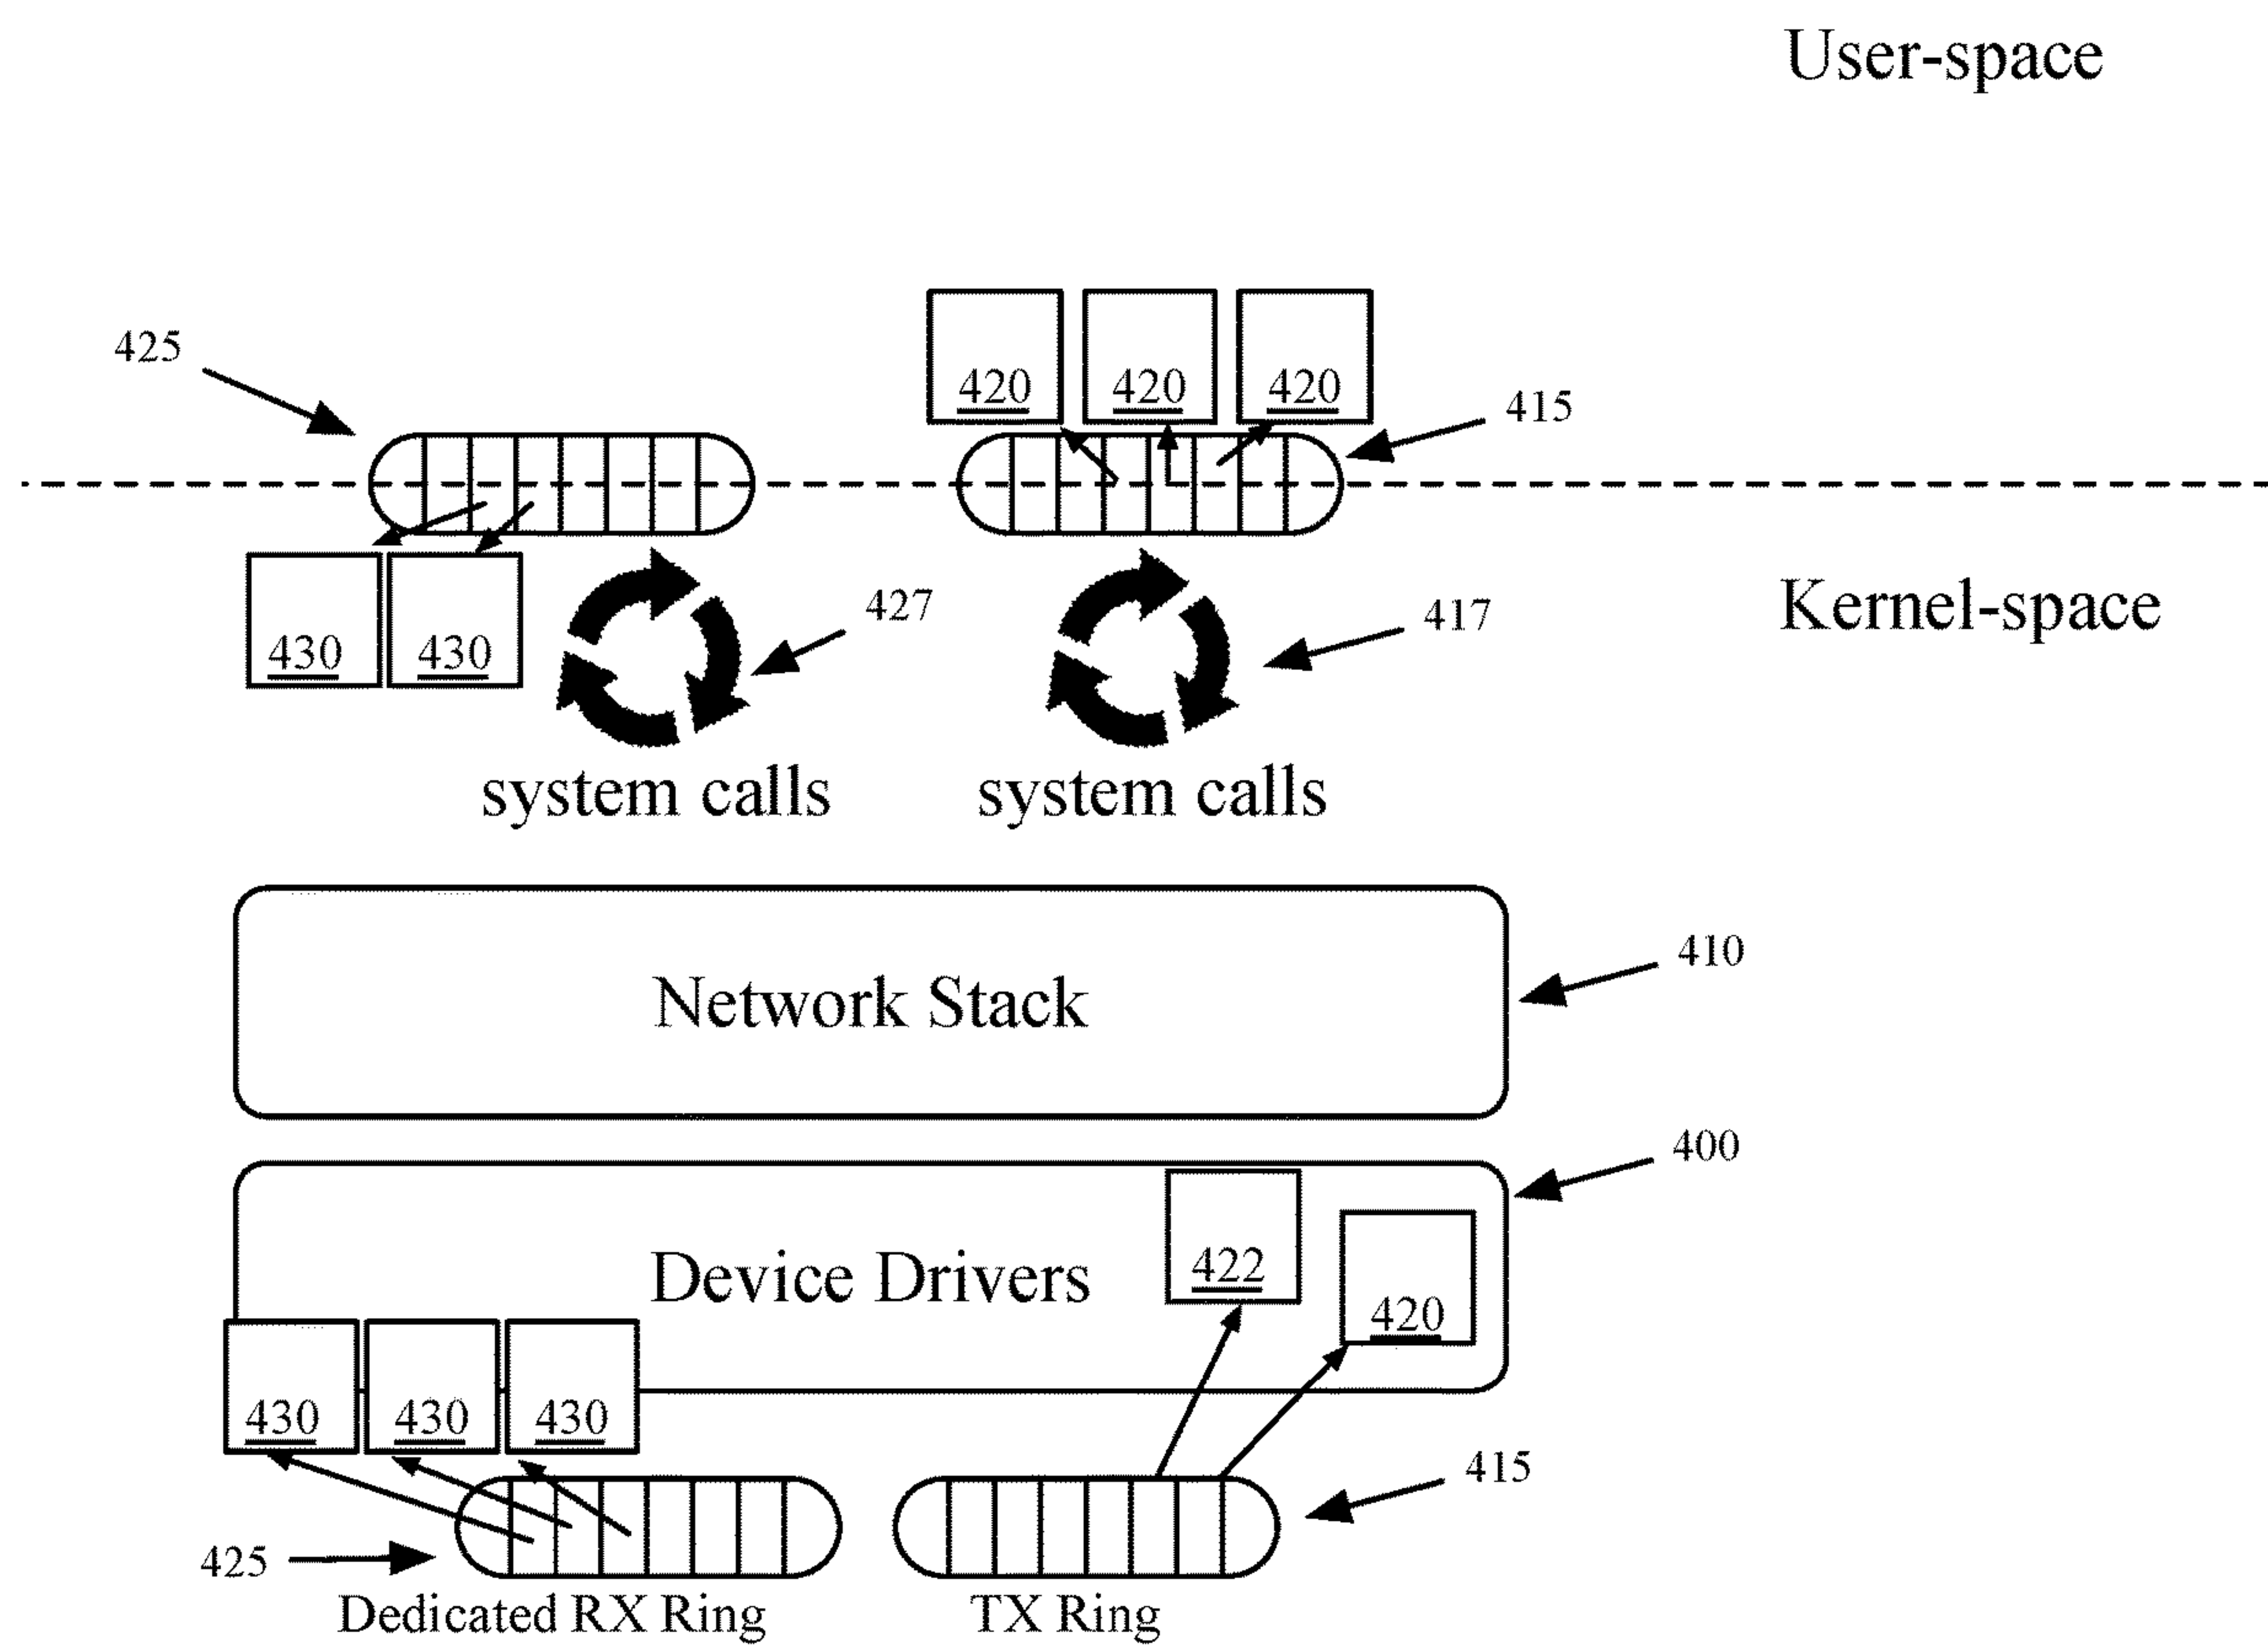 User-space
425
420 420 420
415
Kernel-space
430 430
427
417
system calls system calls
Network Stack
410
400
Device Drivers
422
420
430 430 430
415
425
Dedicated RX Ring TX Ring